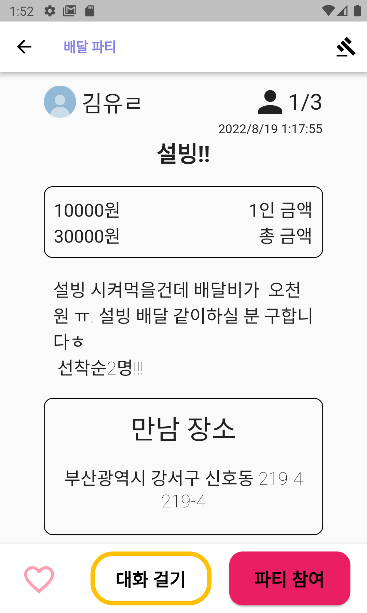 1:52
배달 파티
김유ㄹ 1/3
2022/8/19 1:17:55
설빙!!
10000원 1인 금액
30000원 총 금액
설빙 시켜먹을건데 배달비가 오천
원 ㅠ. 설빙 배달 같이하실 분 구합니
다ㅎ
선착순2명!!!
만남 장소
부산광역시 강서구 신호동 219-4
219-4
대화 걸기 파티 참여